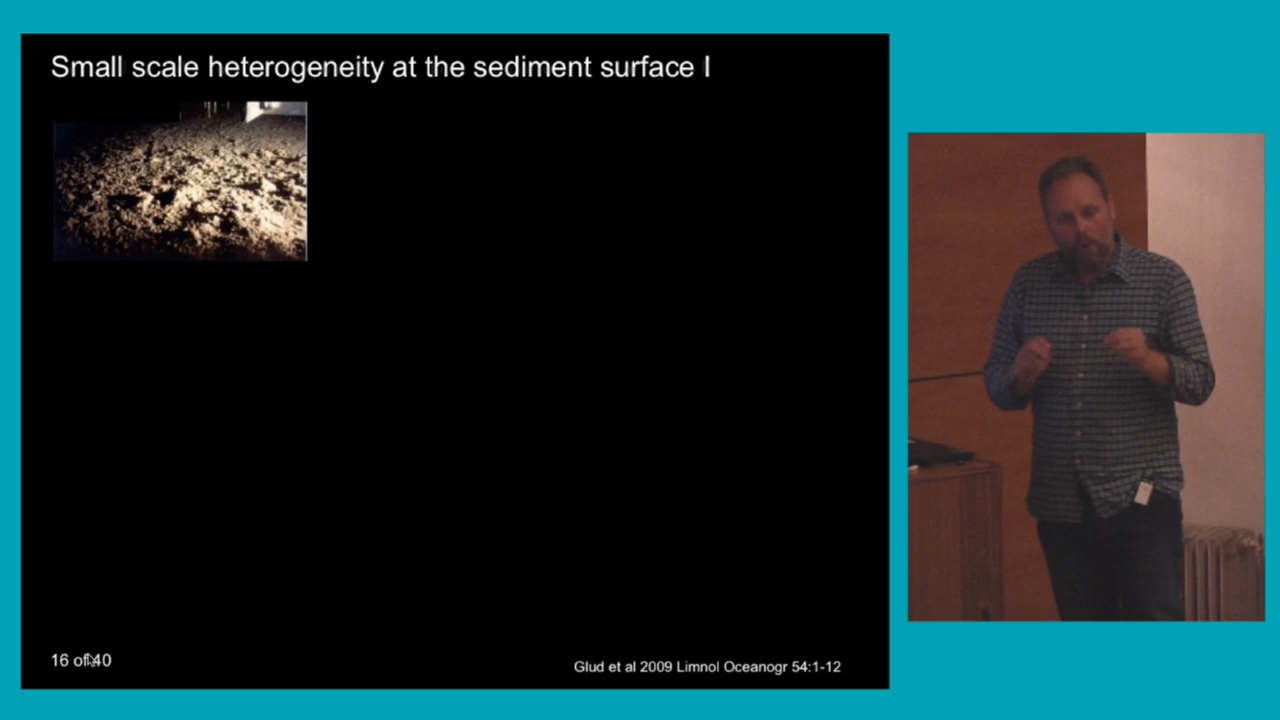 Small scale heterogeneity at the sediment surface I
16 of 40
Glud et al 2009 Limnol Oceanogr 54:1-12